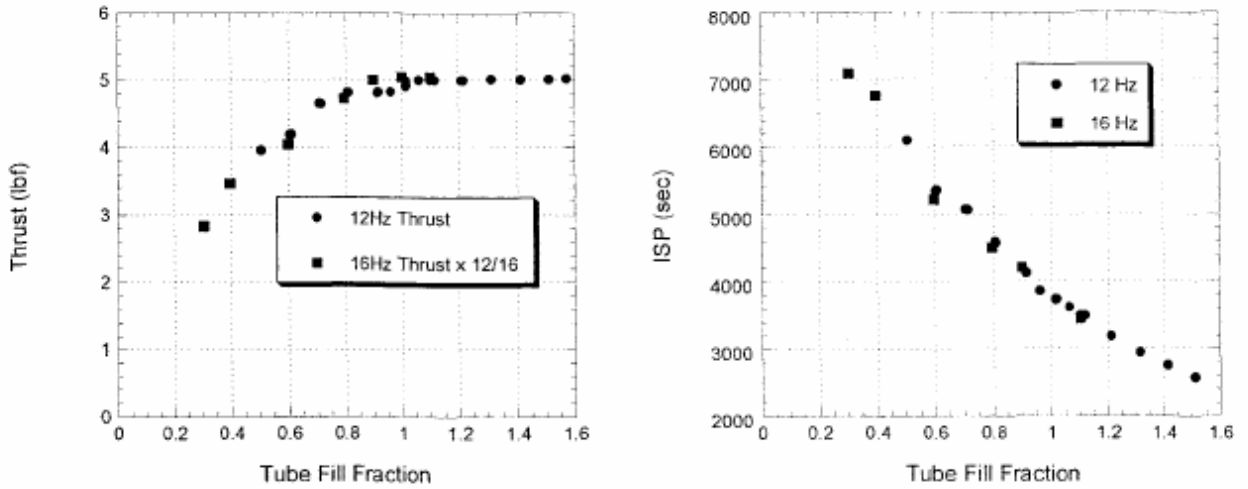 6
5
4
3
2
1
0
Thrust (lbf)
12Hz Thrust
16Hz Thrust x 12/16
0 0.2 0.4 0.6 0.8 1 1.2 1.4 1.6
Tube Fill Fraction
8000
7000
6000
5000
4000
3000
2000
ISP (sec)
12 Hz
16 Hz
0 0.2 0.4 0.6 0.8 1 1.2 1.4 1.6
Tube Fill Fraction